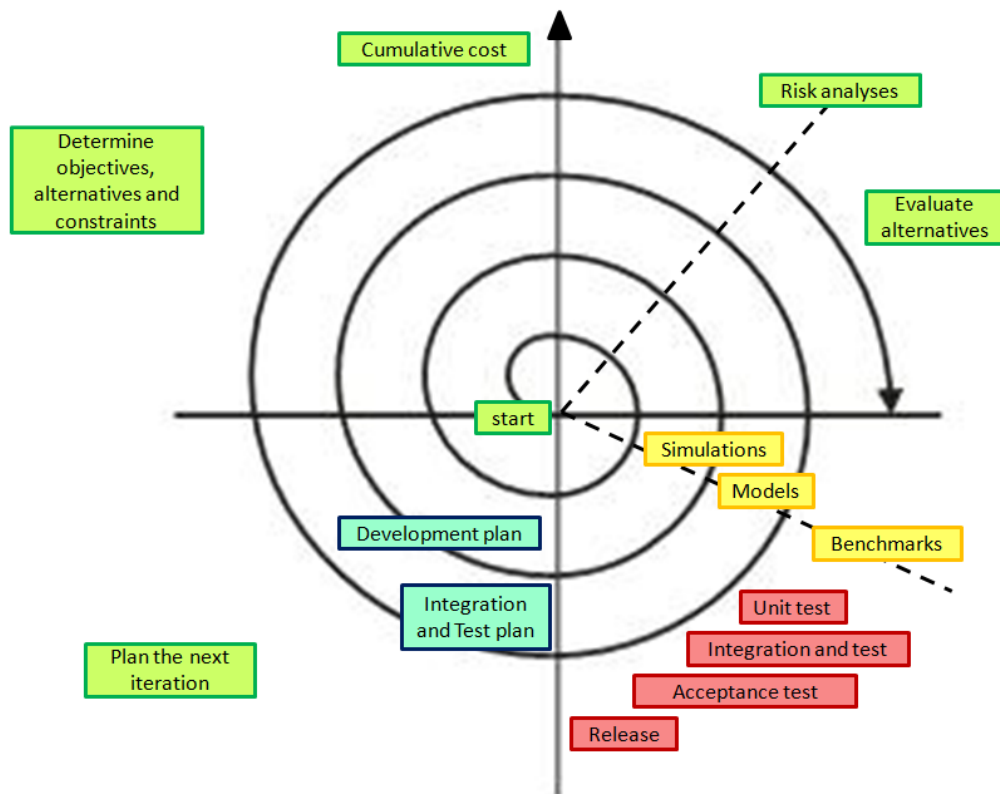 Cumulative cost
Risk analyses
Determine
objectives,
alternatives and
constraints
Evaluate
alternatives
start
Simulations
Models
Development plan
Benchmarks
Integration
and Test plan
Unit test
Integration and test
Plan the next
iteration
Acceptance test
Release